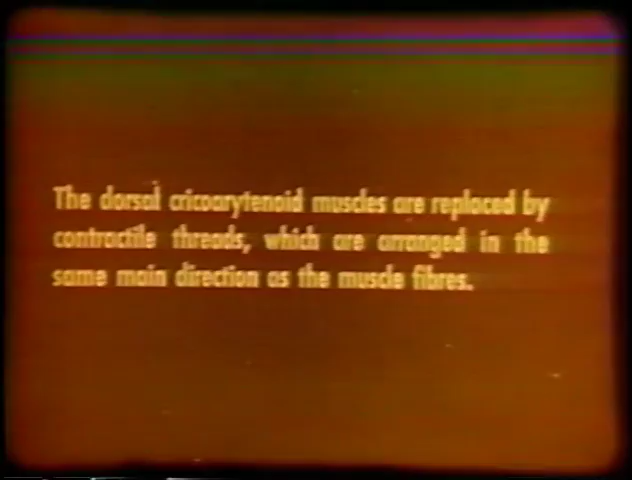 The dorsal cricoarytenoid muscles are replaced by
contractile threads, which are arranged in the
same main direction as the muscle fibres.